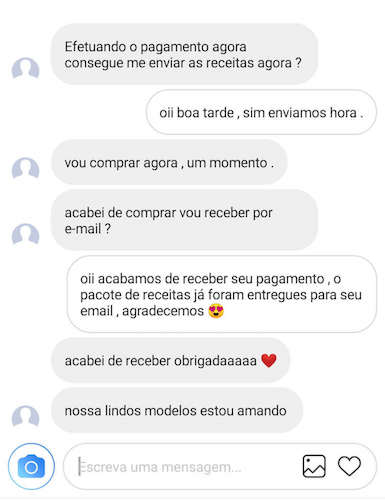 Efetuando o pagamento agora
consegue me enviar as receitas agora ?
oii boa tarde , sim enviamos hora .
vou comprar agora , um momento .
acabei de comprar vou receber por
e-mail ?
oii acabamos de receber seu pagamento , o
pacote de receitas já foram entregues para seu
email , agradecemos 😍
acabei de receber obrigadaaaaa ❤️
nossa lindos modelos estou amando
Escreva uma mensagem...